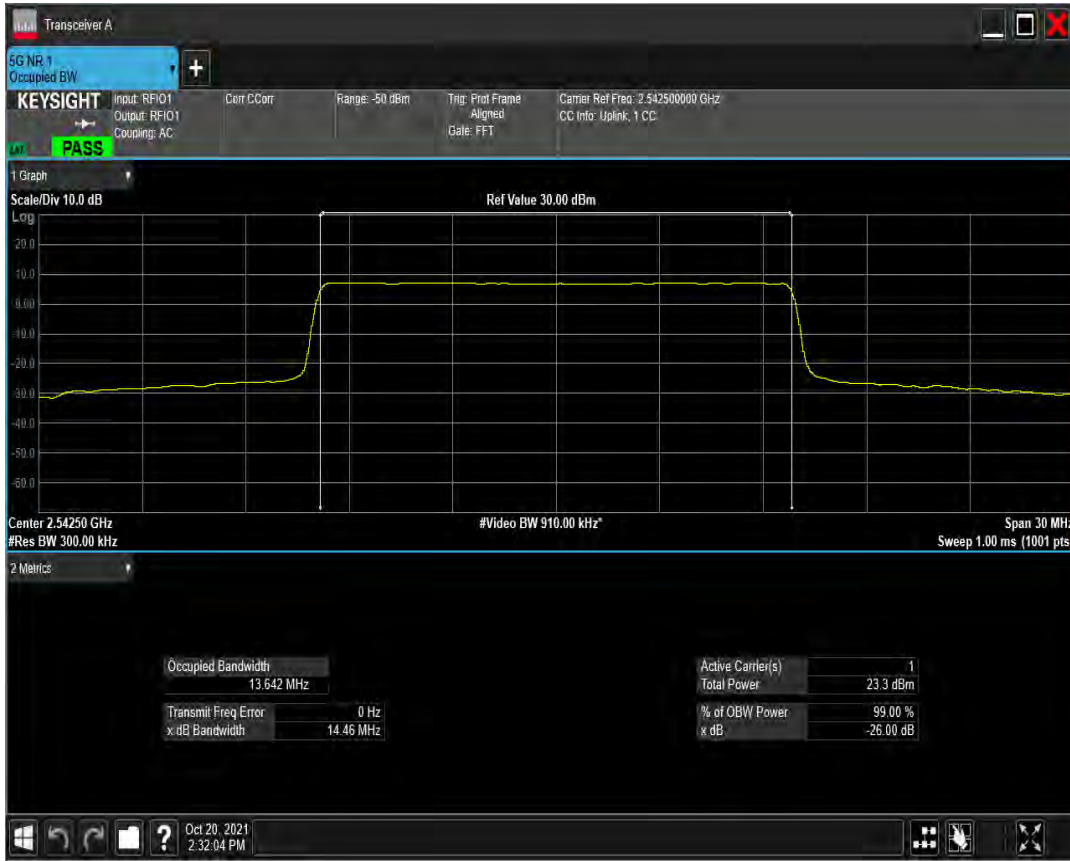 Transceiver A
5G NR 1
Occupied BW
+
KEYSIGHT
PASS
Input: RFIO1
Output: RFIO1
Coupling: AC
Corr CCorr
Range: -50 dBm
Trig: Prot Frame
Aligned
Gate: FFT
Carrier Ref Freq: 2.542500000 GHz
CC Info: Uplink, 1 CC
1 Graph
Scale/Div 10.0 dB
Ref Value 30.00 dBm
Log
20.0
10.0
0.00
-10.0
-20.0
-30.0
-40.0
-50.0
-60.0
Center 2.54250 GHz
#Video BW 910.00 kHz*
Span 30 MHz
#Res BW 300.00 kHz
Sweep 1.00 ms (1001 pts
2 Metrics
Occupied Bandwidth
13.642 MHz
Transmit Freq Error 0 Hz
x dB Bandwidth 14.46 MHz
Active Carrier(s) 1
Total Power 23.3 dBm
% of OBW Power 99.00 %
x dB -26.00 dB
?
Oct 20, 2021
2:32:04 PM